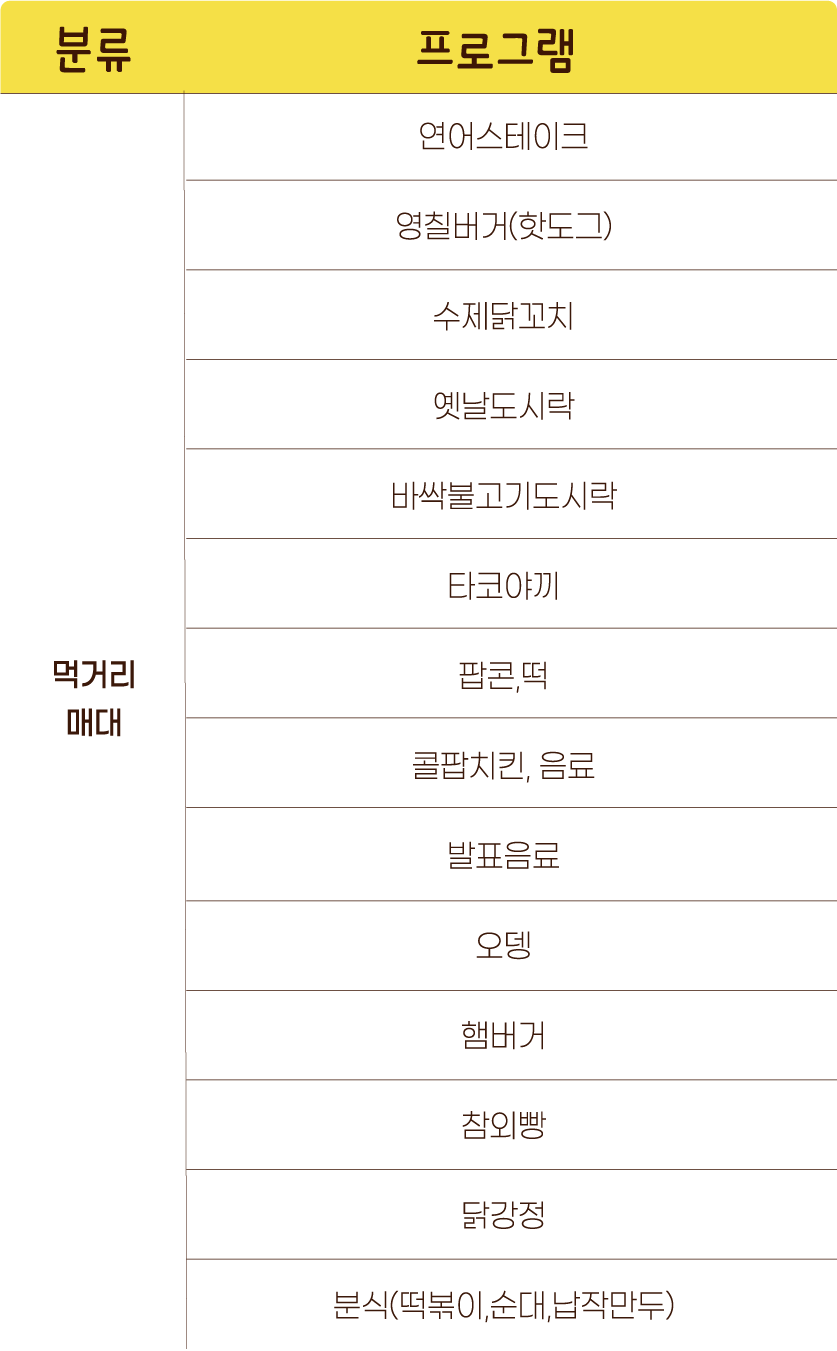 분류 프로그램
연어스테이크
영칠버거(핫도그)
수제닭꼬치
옛날도시락
바싹불고기도시락
타코야끼
먹거리
매대
팝콘,떡
콜팝치킨, 음료
발표음료
오뎅
햄버거
참외빵
닭강정
분식(떡볶이,순대,납작만두)